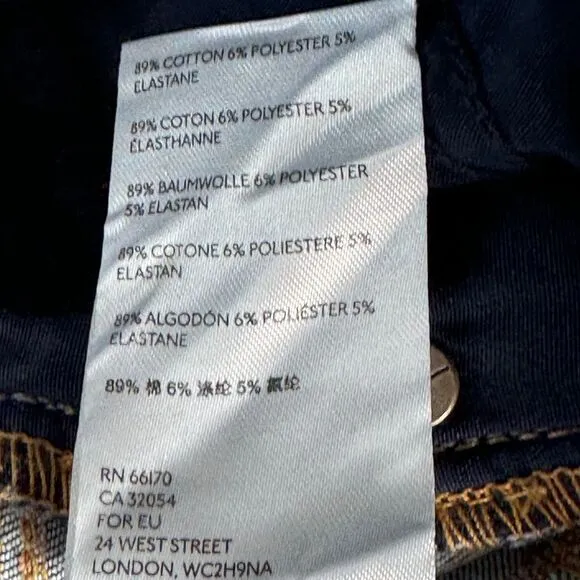 89% COTTON 6% POLYESTER 5%
ELASTANE
89% COTON 6% POLYESTER 5%
ÉLASTHANNE
89% BAUMWOLLE 6% POLYESTER
5% ELASTAN
89% COTONE 6% POLIESTERE 5%
ELASTAN
89% ALGODÓN 6% POLIÉSTER 5%
ELASTANE
89% 棉 6% 涤纶 5% 氨纶
RN 66170
CA 32054
FOR EU
24 WEST STREET
LONDON, WC2H9NA